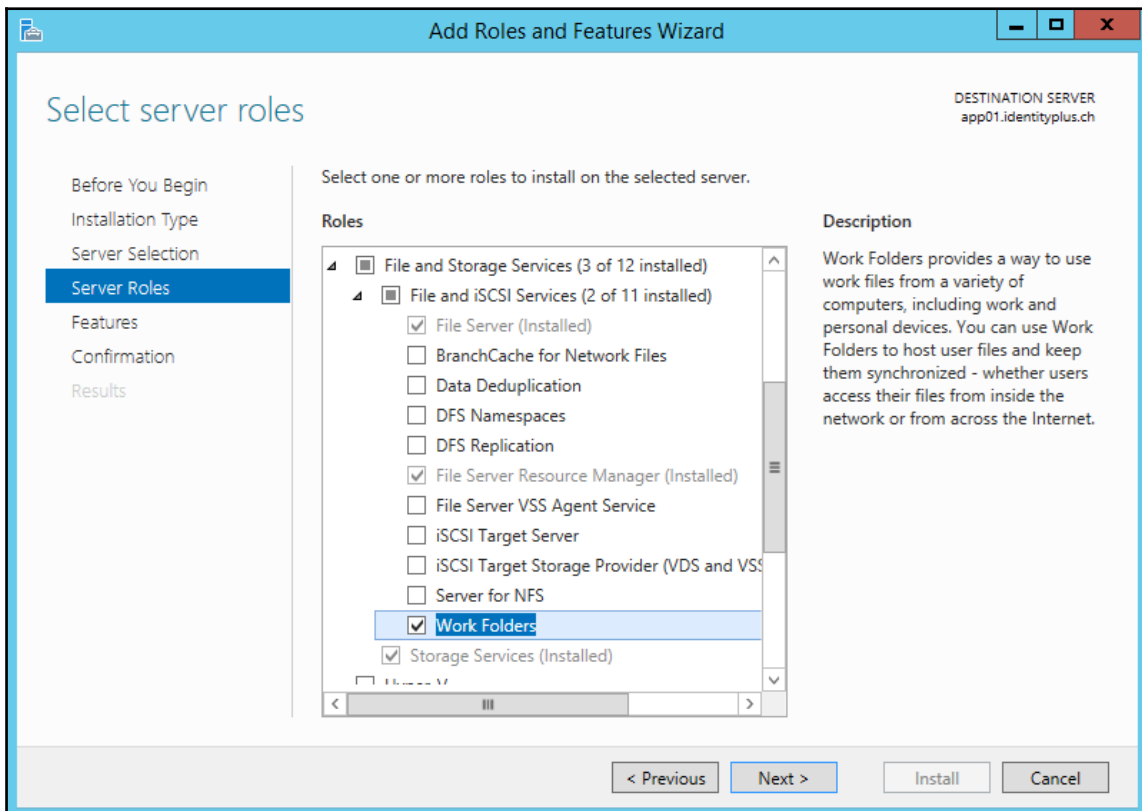 Add Roles and Features Wizard
Select server roles
DESTINATION SERVER
app01.identityplus.ch
Before You Begin
Installation Type
Server Selection
Server Roles
Features
Confirmation
Results
Select one or more roles to install on the selected server.
Roles
File and Storage Services (3 of 12 installed)
File and iSCSI Services (2 of 11 installed)
File Server (Installed)
BranchCache for Network Files
Data Deduplication
DFS Namespaces
DFS Replication
File Server Resource Manager (Installed)
File Server VSS Agent Service
iSCSI Target Server
iSCSI Target Storage Provider (VDS and VSS
Server for NFS
Work Folders
Storage Services (Installed)
Hyper-V
Description
Work Folders provides a way to use
work files from a variety of
computers, including work and
personal devices. You can use Work
Folders to host user files and keep
them synchronized - whether users
access their files from inside the
network or from across the Internet.
< Previous
Next >
Install
Cancel